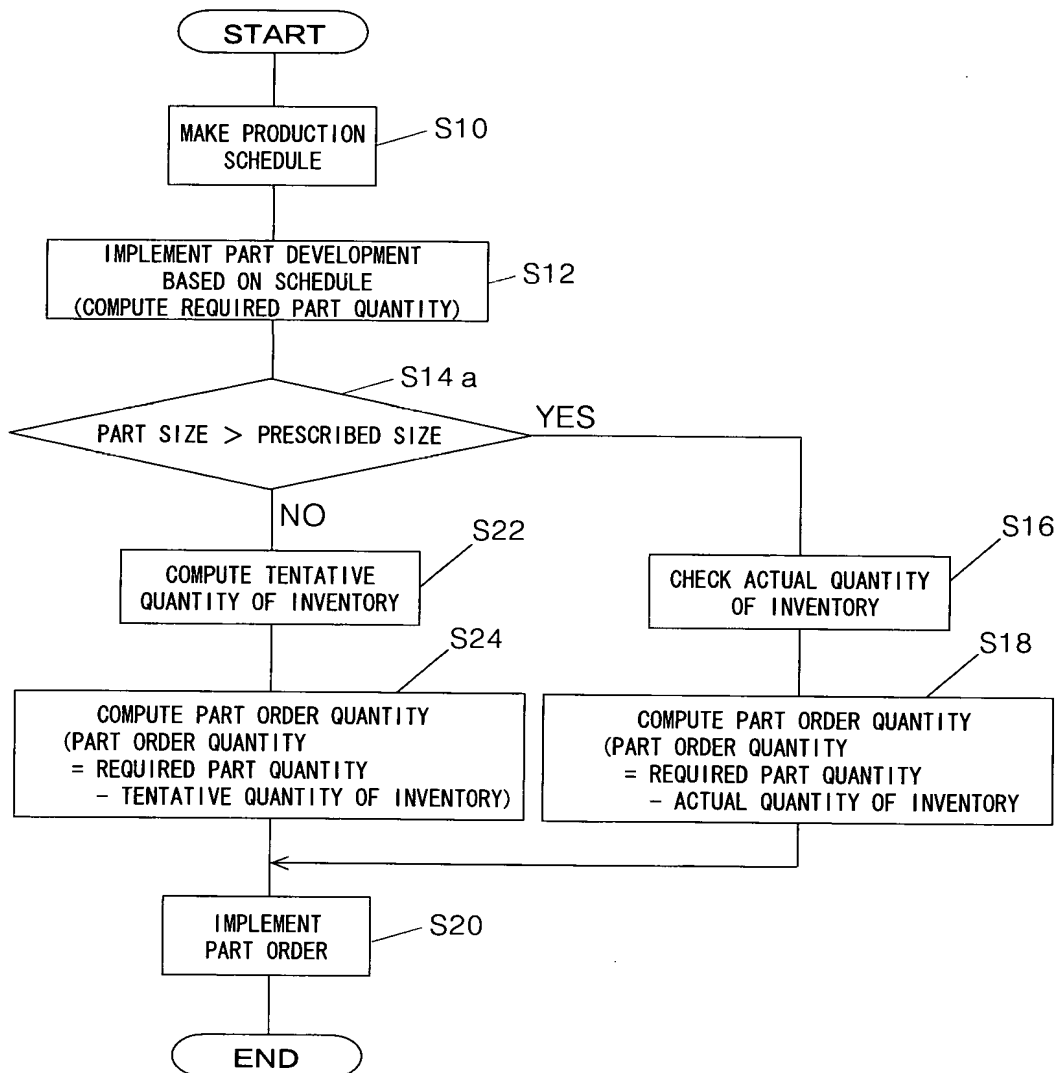 START
MAKE PRODUCTION
SCHEDULE
S10
IMPLEMENT PART DEVELOPMENT
BASED ON SCHEDULE
(COMPUTE REQUIRED PART QUANTITY)
S12
S14a
PART SIZE > PRESCRIBED SIZE
YES
NO
S22
COMPUTE TENTATIVE
QUANTITY OF INVENTORY
S16
CHECK ACTUAL QUANTITY
OF INVENTORY
S24
COMPUTE PART ORDER QUANTITY
(PART ORDER QUANTITY
= REQUIRED PART QUANTITY
- TENTATIVE QUANTITY OF INVENTORY)
S18
COMPUTE PART ORDER QUANTITY
(PART ORDER QUANTITY
= REQUIRED PART QUANTITY
- ACTUAL QUANTITY OF INVENTORY
IMPLEMENT
PART ORDER
S20
END